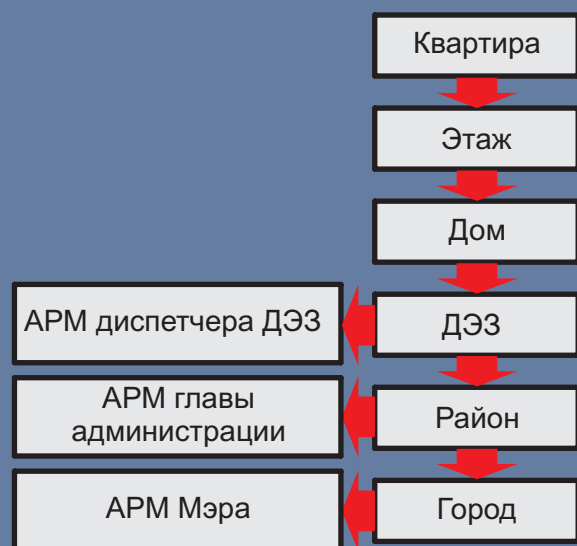 Квартира
Этаж
Дом
АРМ диспетчера ДЭЗ
ДЭЗ
АРМ главы
администрации
Район
АРМ Мэра
Город